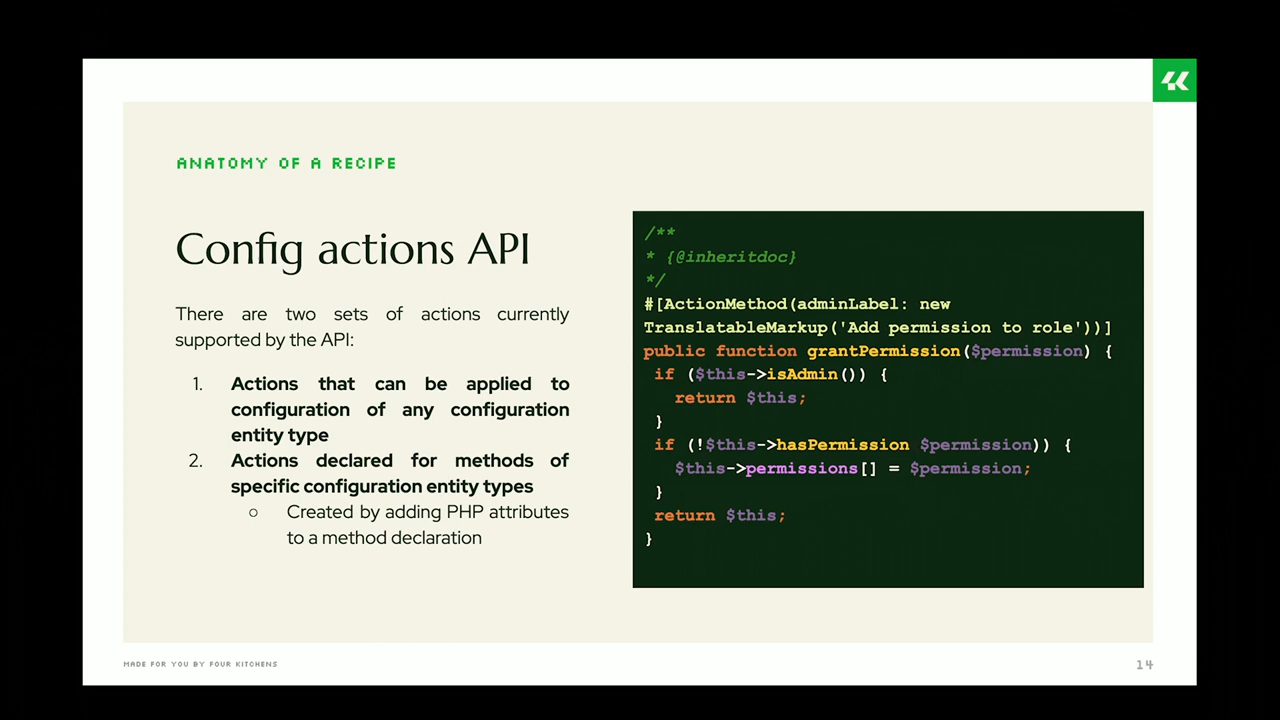 ANATOMY OF A RECIPE
Config actions API
There are two sets of actions currently
supported by the API:
1. Actions that can be applied to
configuration of any configuration
entity type
2. Actions declared for methods of
specific configuration entity types
○ Created by adding PHP attributes
to a method declaration
/**
* {@inheritdoc}
*/
#[ActionMethod(adminLabel: new
TranslatableMarkup('Add permission to role'))]
public function grantPermission($permission) {
if ($this->isAdmin()) {
return $this;
}
if (!$this->hasPermission $permission)) {
$this->permissions[] = $permission;
}
return $this;
}
MADE FOR YOU BY FOUR KITCHENS
14